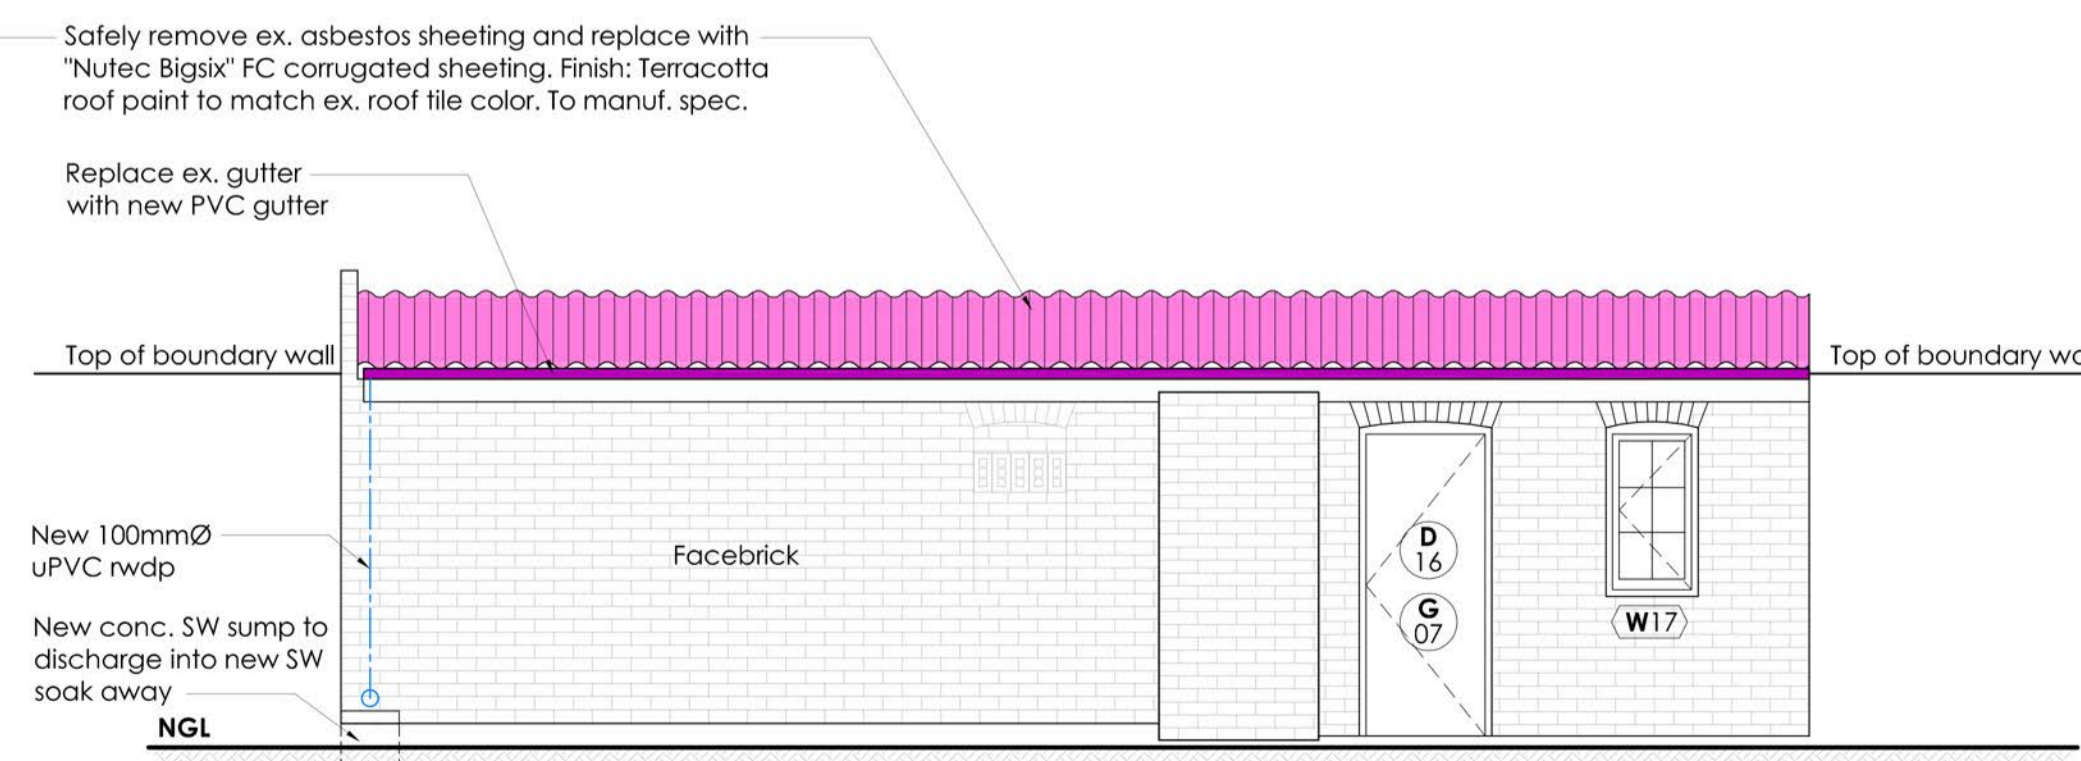 Safely remove ex. asbestos sheeting and replace with
"Nutec Bigsix" FC corrugated sheeting. Finish: Terracotta
roof paint to match ex. roof tile color. To manuf. spec.
Replace ex. gutter
with new PVC gutter
Top of boundary wall
Top of boundary
New 100mmØ
uPVC rwdp
Facebrick
D
16
G
07
W17
New conc. SW sump to
discharge into new SW
soak away
NGL